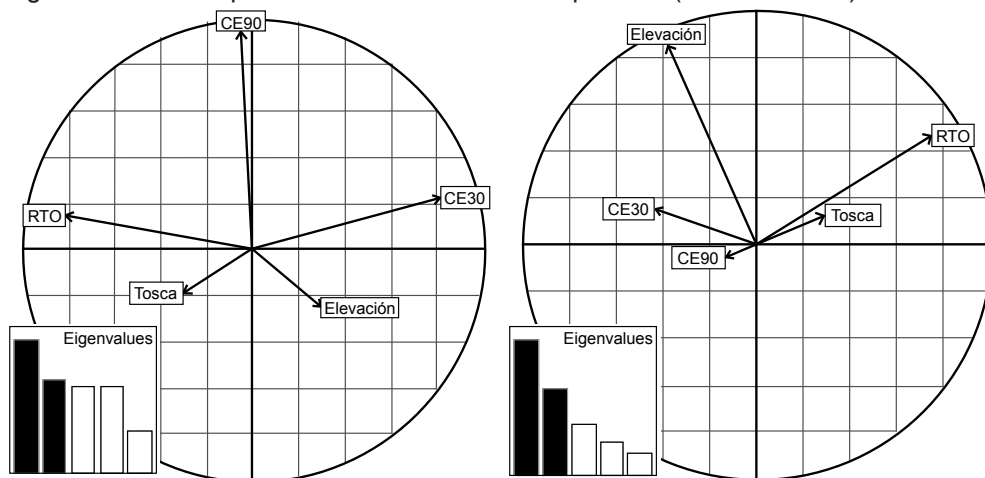 CE90
CE30
RTO
Tosca
Elevación
Eigenvalues
Elevación
RTO
CE30
Tosca
CE90
Eigenvalues